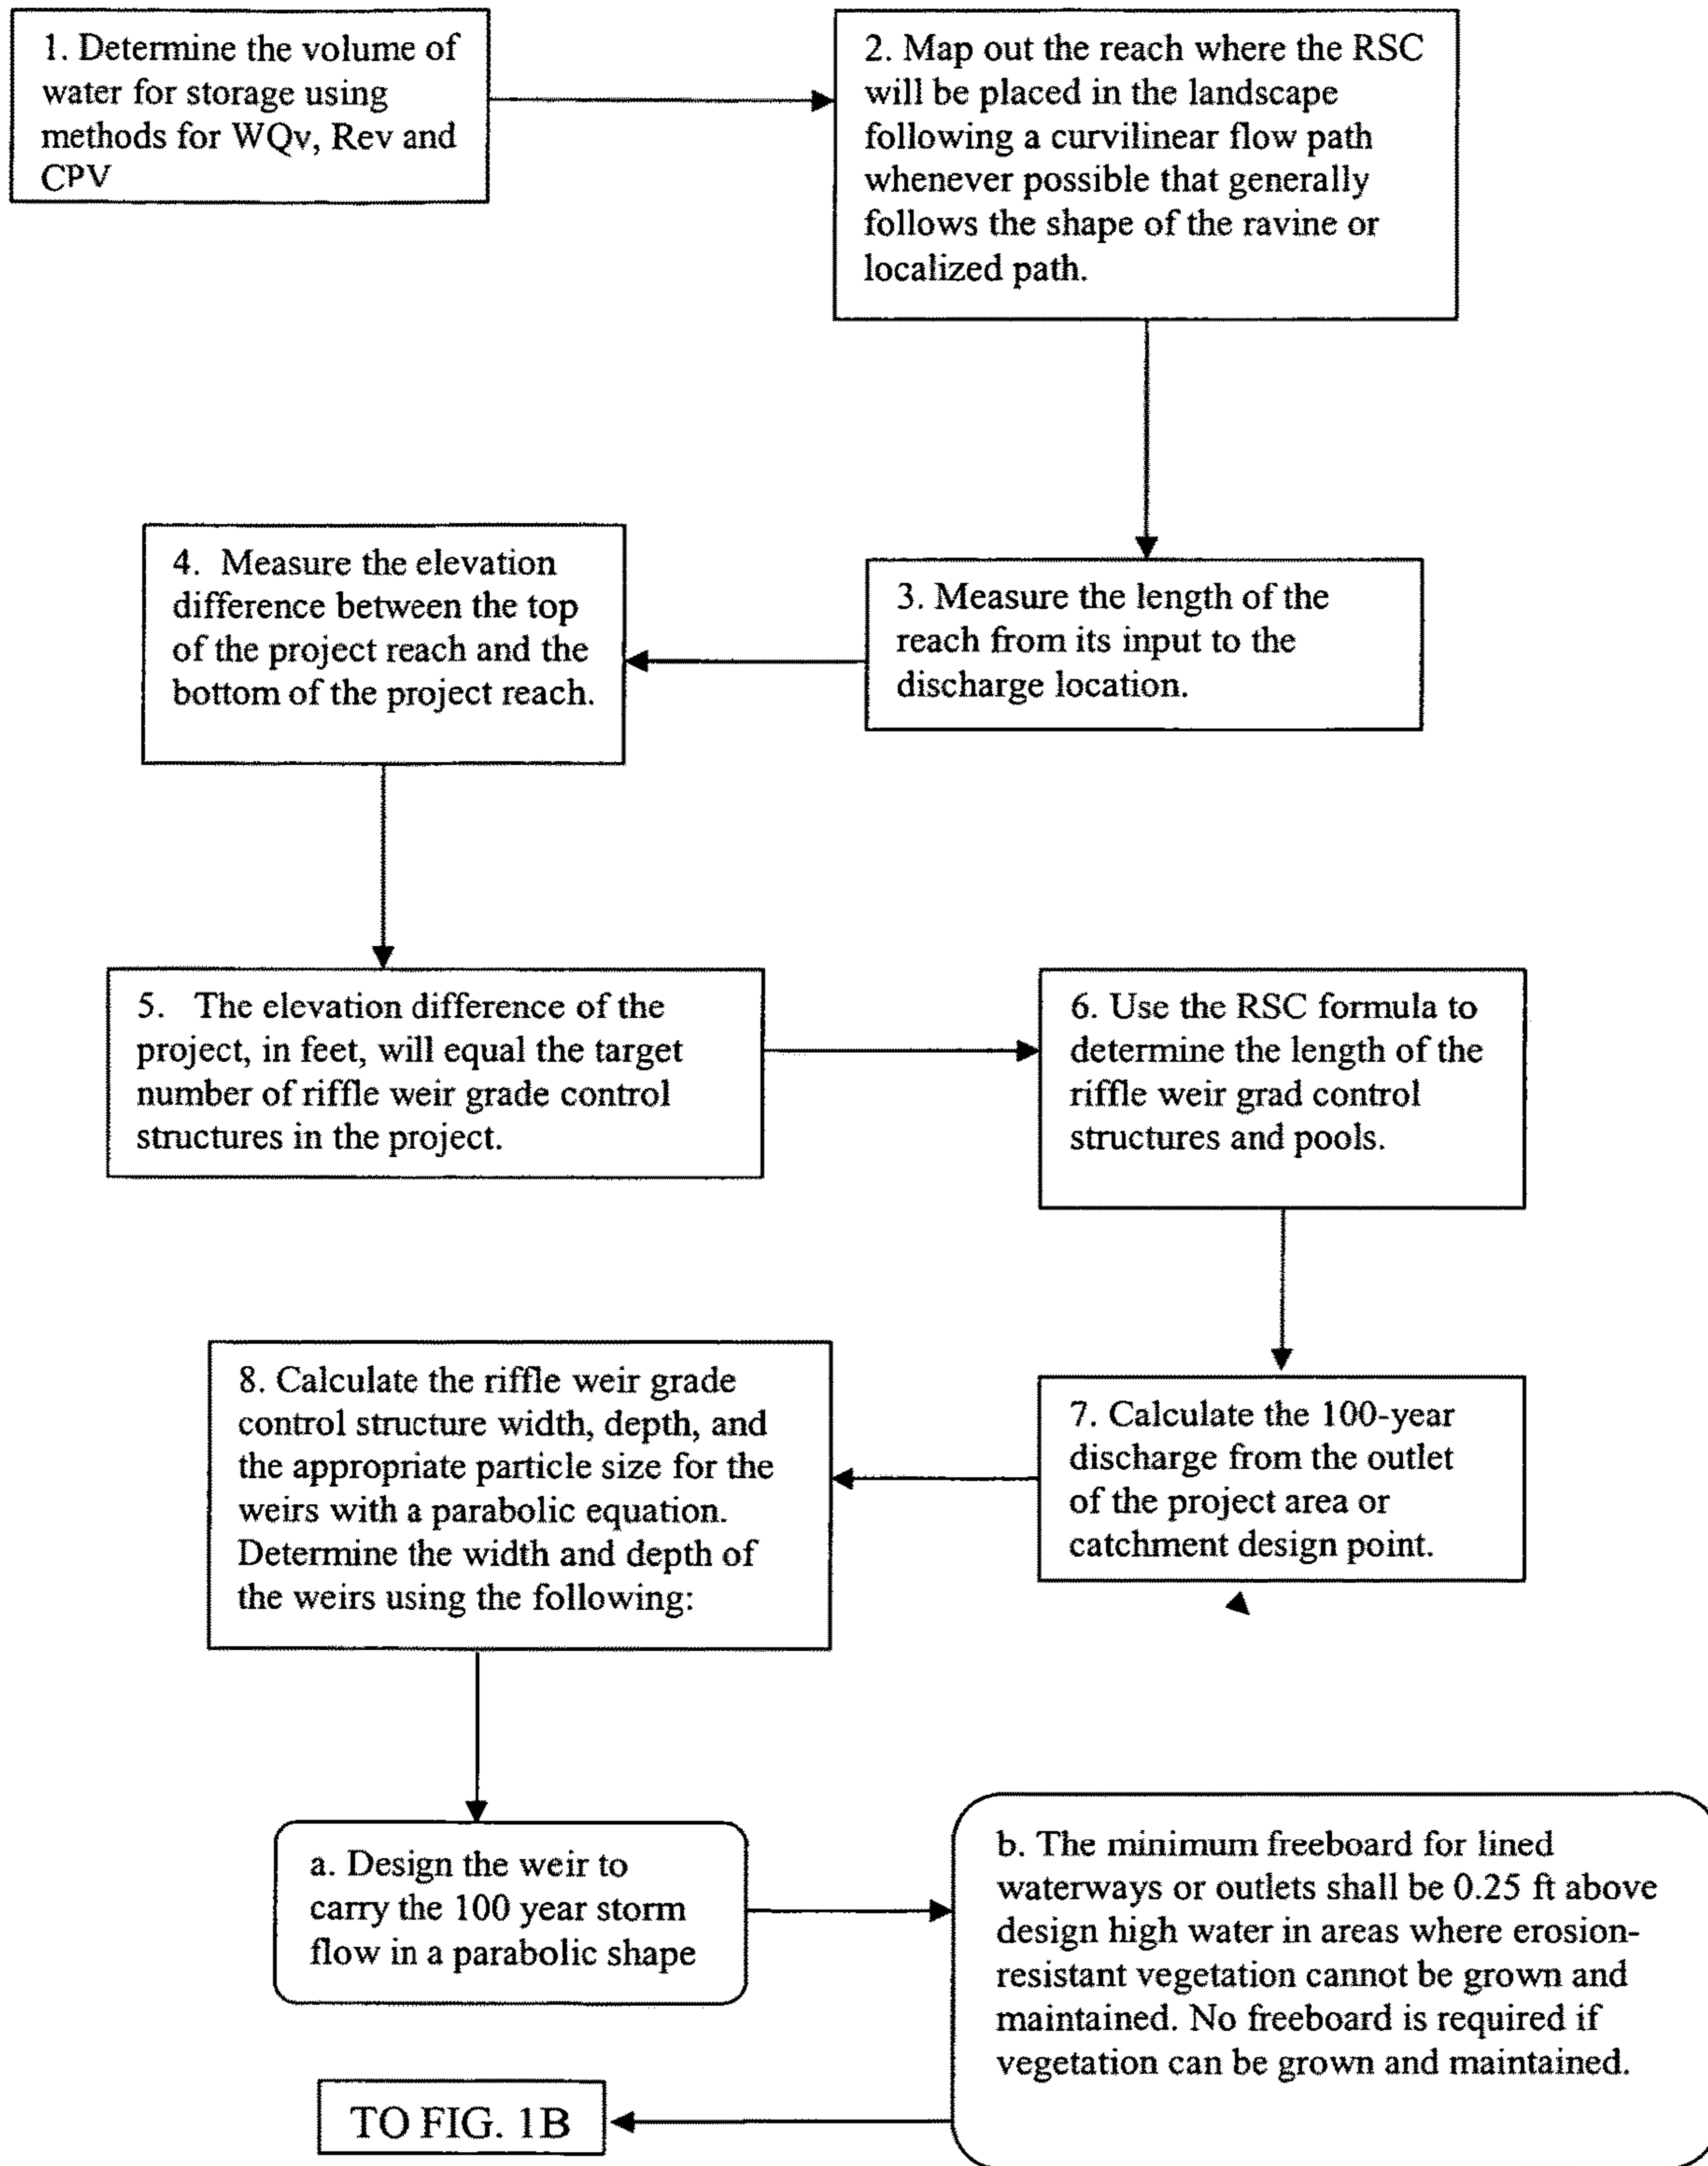 1. Determine the volume of
water for storage using
methods for WQv, Rev and
CPV
2. Map out the reach where the RSC
will be placed in the landscape
following a curvilinear flow path
whenever possible that generally
follows the shape of the ravine or
localized path.
3. Measure the length of the
reach from its input to the
discharge location.
4. Measure the elevation
difference between the top
of the project reach and the
bottom of the project reach.
5. The elevation difference of the
project, in feet, will equal the target
number of riffle weir grade control
structures in the project.
6. Use the RSC formula to
determine the length of the
riffle weir grad control
structures and pools.
7. Calculate the 100-year
discharge from the outlet
of the project area or
catchment design point.
8. Calculate the riffle weir grade
control structure width, depth, and
the appropriate particle size for the
weirs with a parabolic equation.
Determine the width and depth of
the weirs using the following:
a. Design the weir to
carry the 100 year storm
flow in a parabolic shape
b. The minimum freeboard for lined
waterways or outlets shall be 0.25 ft above
design high water in areas where erosion-
resistant vegetation cannot be grown and
maintained. No freeboard is required if
vegetation can be grown and maintained.
TO FIG. 1B